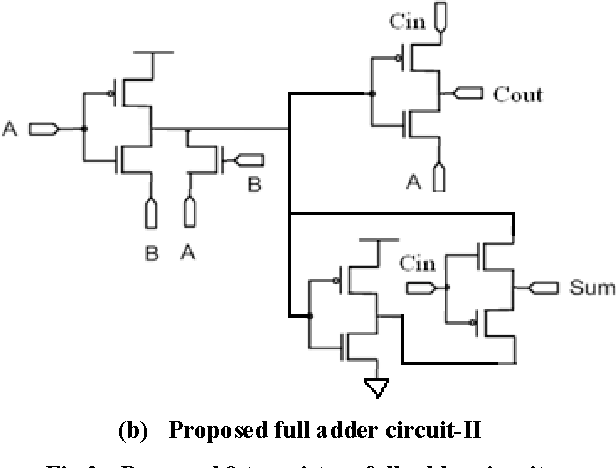 Cin
Cout
A
A
B
B
A
Cin
Sum
(b) Proposed full adder circuit-II